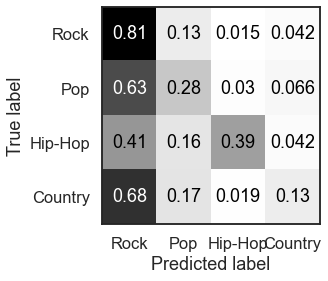 True label
Rock 0.81 0.13 0.015 0.042
Pop 0.63 0.28 0.03 0.066
Hip-Hop 0.41 0.16 0.39 0.042
Country 0.68 0.17 0.019 0.13
Rock Pop Hip-Hop Country
Predicted label